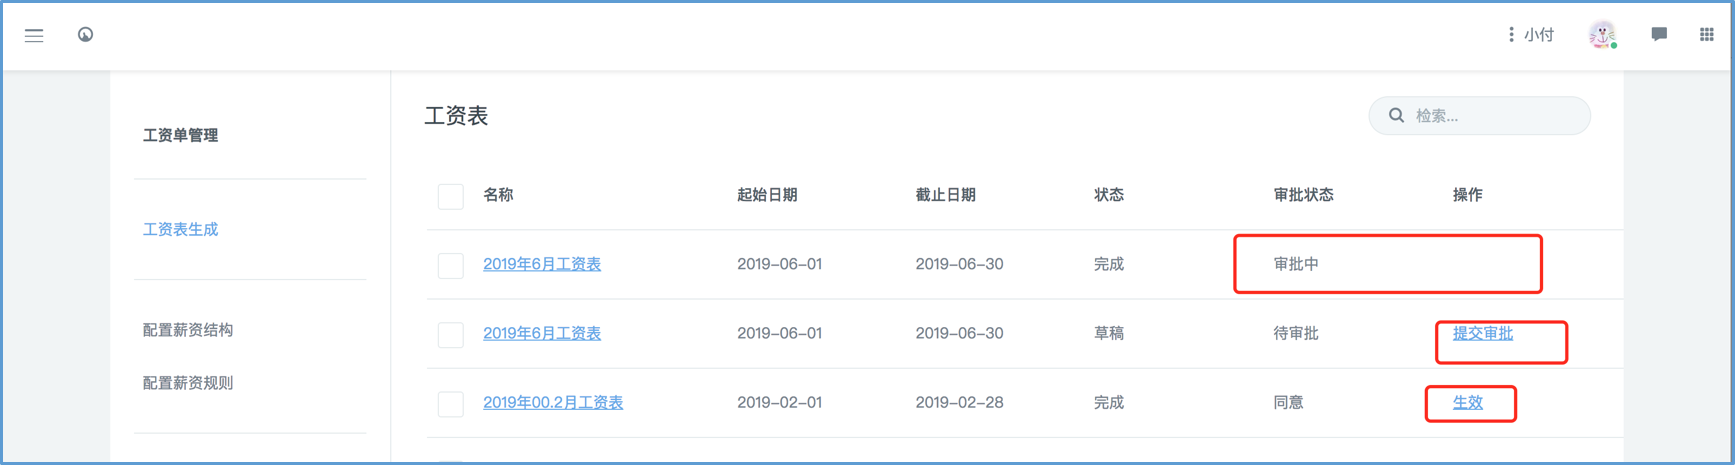 小付
工资单管理
工资表生成
配置薪资结构
配置薪资规则
工资表
检索...
名称 起始日期 截止日期 状态 审批状态 操作
2019年6月工资表 2019-06-01 2019-06-30 完成 审批中
2019年6月工资表 2019-06-01 2019-06-30 草稿 待审批 提交审批
2019年00.2月工资表 2019-02-01 2019-02-28 完成 同意 生效